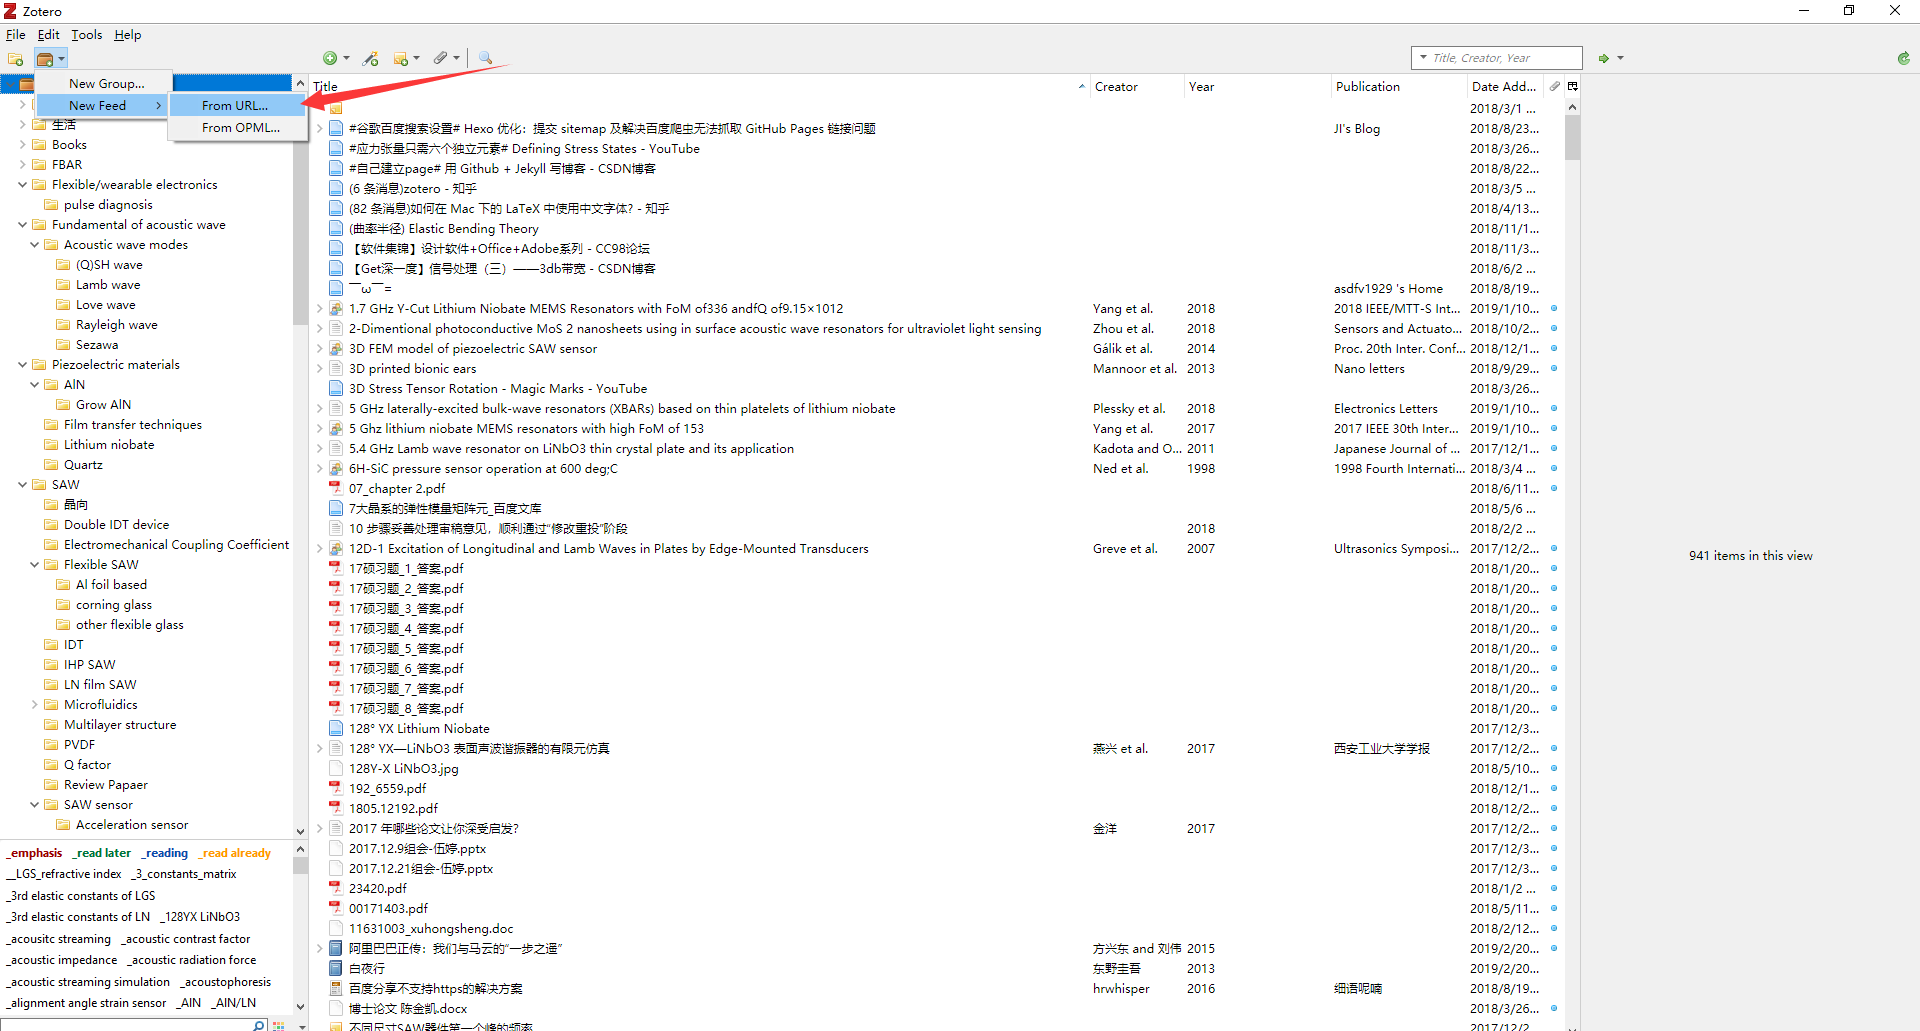 Zotero
File Edit Tools Help
Title, Creator, Year
New Group...
New Feed
From URL...
From OPML...
生活
Books
FBAR
Flexible/wearable electronics
pulse diagnosis
Fundamental of acoustic wave
Acoustic wave modes
(Q)SH wave
Lamb wave
Love wave
Rayleigh wave
Sezawa
Piezoelectric materials
AlN
Grow AlN
Film transfer techniques
Lithium niobate
Quartz
SAW
晶向
Double IDT device
Electromechanical Coupling Coefficient
Flexible SAW
Al foil based
corning glass
other flexible glass
IDT
IHP SAW
LN film SAW
Microfluidics
Multilayer structure
PVDF
Q factor
Review Papaer
SAW sensor
Acceleration sensor
_emphasis _read later _reading _read already
__LGS_refractive index _3_constants_matrix
_3rd elastic constants of LGS
_3rd elastic constants of LN _128YX LiNbO3
_acousitc streaming _acoustic contrast factor
_acoustic impedance _acoustic radiation force
_acoustic streaming simulation _acoustophoresis
_alignment angle strain sensor _AlN _AlN/LN
Title Creator Year Publication Date Add...
2018/3/1 ...
#谷歌百度搜索设置# Hexo 优化：提交 sitemap 及解决百度爬虫无法抓取 GitHub Pages 链接问题 JI's Blog 2018/8/23...
#应力张量只需六个独立元素# Defining Stress States - YouTube 2018/3/26...
#自己建立page# 用 Github + Jekyll 写博客 - CSDN博客 2018/8/22...
(6 条消息)zotero - 知乎 2018/3/5 ...
(82 条消息)如何在 Mac 下的 LaTeX 中使用中文字体? - 知乎 2018/4/13...
(曲率半径) Elastic Bending Theory 2018/11/1...
【软件集锦】设计软件+Office+Adobe系列 - CC98论坛 2018/11/3...
【Get深一度】信号处理（三）——3db带宽 - CSDN博客 2018/6/2 ...
￣ω￣= asdfv1929 's Home 2018/8/19...
1.7 GHz Y-Cut Lithium Niobate MEMS Resonators with FoM of336 andfQ of9.15×1012 Yang et al. 2018 2018 IEEE/MTT-S Int... 2019/1/10...
2-Dimentional photoconductive MoS 2 nanosheets using in surface acoustic wave resonators for ultraviolet light sensing Zhou et al. 2018 Sensors and Actuato... 2018/10/2...
3D FEM model of piezoelectric SAW sensor Gálik et al. 2014 Proc. 20th Inter. Conf... 2018/12/1...
3D printed bionic ears Mannoor et al. 2013 Nano letters 2018/9/29...
3D Stress Tensor Rotation - Magic Marks - YouTube 2018/3/26...
5 GHz laterally-excited bulk-wave resonators (XBARs) based on thin platelets of lithium niobate Plessky et al. 2018 Electronics Letters 2019/1/10...
5 Ghz lithium niobate MEMS resonators with high FoM of 153 Yang et al. 2017 2017 IEEE 30th Inter... 2019/1/10...
5.4 GHz Lamb wave resonator on LiNbO3 thin crystal plate and its application Kadota and O... 2011 Japanese Journal of ... 2017/12/1...
6H-SiC pressure sensor operation at 600 deg;C Ned et al. 1998 1998 Fourth Internati... 2018/3/4 ...
07_chapter 2.pdf 2018/6/11...
7大晶系的弹性模量矩阵元_百度文库 2018/5/6 ...
10 步骤妥善处理审稿意见，顺利通过“修改重投”阶段 2018 2018/2/2 ...
12D-1 Excitation of Longitudinal and Lamb Waves in Plates by Edge-Mounted Transducers Greve et al. 2007 Ultrasonics Symposi... 2017/12/2...
17硕习题_1_答案.pdf 2018/1/20...
17硕习题_2_答案.pdf 2018/1/20...
17硕习题_3_答案.pdf 2018/1/20...
17硕习题_4_答案.pdf 2018/1/20...
17硕习题_5_答案.pdf 2018/1/20...
17硕习题_6_答案.pdf 2018/1/20...
17硕习题_7_答案.pdf 2018/1/20...
17硕习题_8_答案.pdf 2018/1/20...
128° YX Lithium Niobate 2017/12/3...
128° YX—LiNbO3 表面声波谐振器的有限元仿真 燕兴 et al. 2017 西安工业大学学报 2017/12/2...
128Y-X LiNbO3.jpg 2018/5/10...
192_6559.pdf 2018/12/1...
1805.12192.pdf 2018/12/2...
2017 年哪些论文让你深受启发? 金洋 2017 2017/12/2...
2017.12.9组会-伍婷.pptx 2017/12/3...
2017.12.21组会-伍婷.pptx 2017/12/3...
23420.pdf 2018/1/2 ...
00171403.pdf 2018/5/11...
11631003_xuhongsheng.doc 2018/2/12...
阿里巴巴正传：我们与马云的“一步之遥” 方兴东 and 刘伟 2015 2019/2/20...
白夜行 东野圭吾 2013 2019/2/20...
百度分享不支持https的解决方案 hrwhisper 2016 细语呢喃 2018/8/19...
博士论文 陈金凯.docx 2018/3/26...
不同尺寸SAW器件第一个峰的频率 2017/12/2
941 items in this view